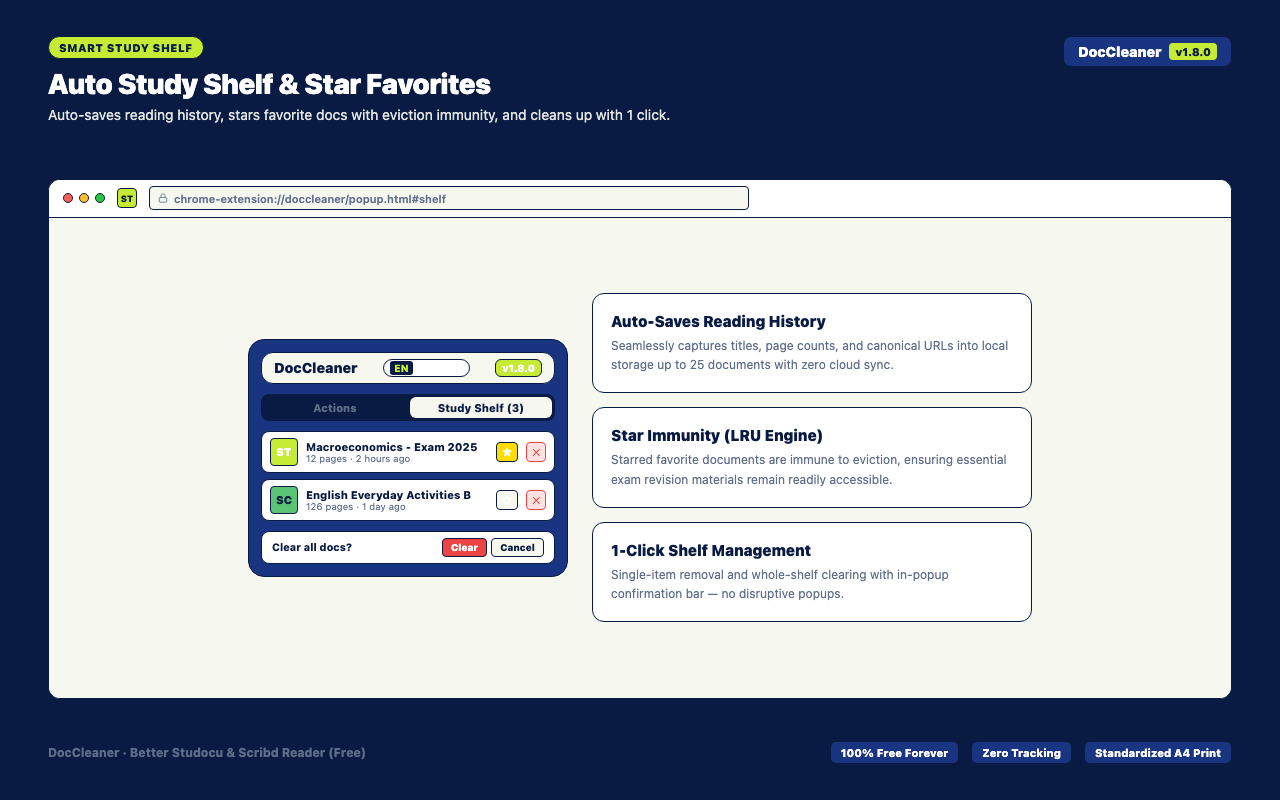 SMART STUDY SHELF
DocCleaner v1.8.0
Auto Study Shelf & Star Favorites
Auto-saves reading history, stars favorite docs with eviction immunity, and cleans up with 1 click.
ST
chrome-extension://doccleaner/popup.html#shelf
DocCleaner EN v1.8.0
Actions Study Shelf (3)
ST Macroeconomics - Exam 2025
12 pages · 2 hours ago
SC English Everyday Activities B
126 pages · 1 day ago
Clear all docs? Clear Cancel
Auto-Saves Reading History
Seamlessly captures titles, page counts, and canonical URLs into local
storage up to 25 documents with zero cloud sync.
Star Immunity (LRU Engine)
Starred favorite documents are immune to eviction, ensuring essential
exam revision materials remain readily accessible.
1-Click Shelf Management
Single-item removal and whole-shelf clearing with in-popup
confirmation bar — no disruptive popups.
DocCleaner · Better Studocu & Scribd Reader (Free)
100% Free Forever Zero Tracking Standardized A4 Print